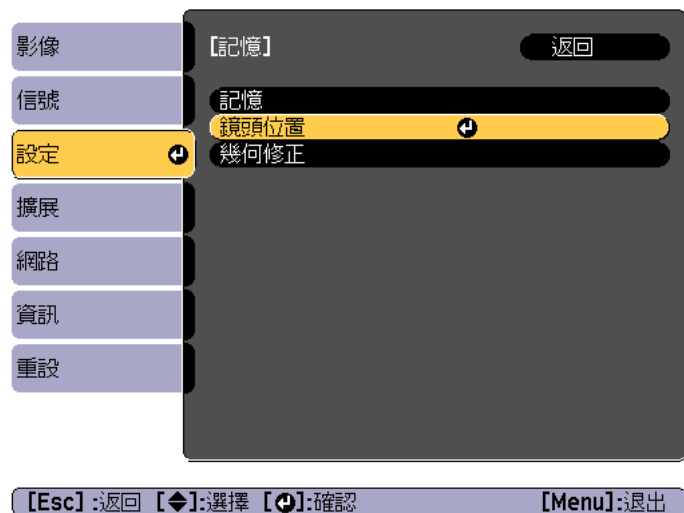 影像
信號
設定
擴展
網路
資訊
重設
[記憶] 返回
記憶
鏡頭位置
幾何修正
[Esc] :返回 [◆]:選擇 [⏎]:確認 [Menu]:退出